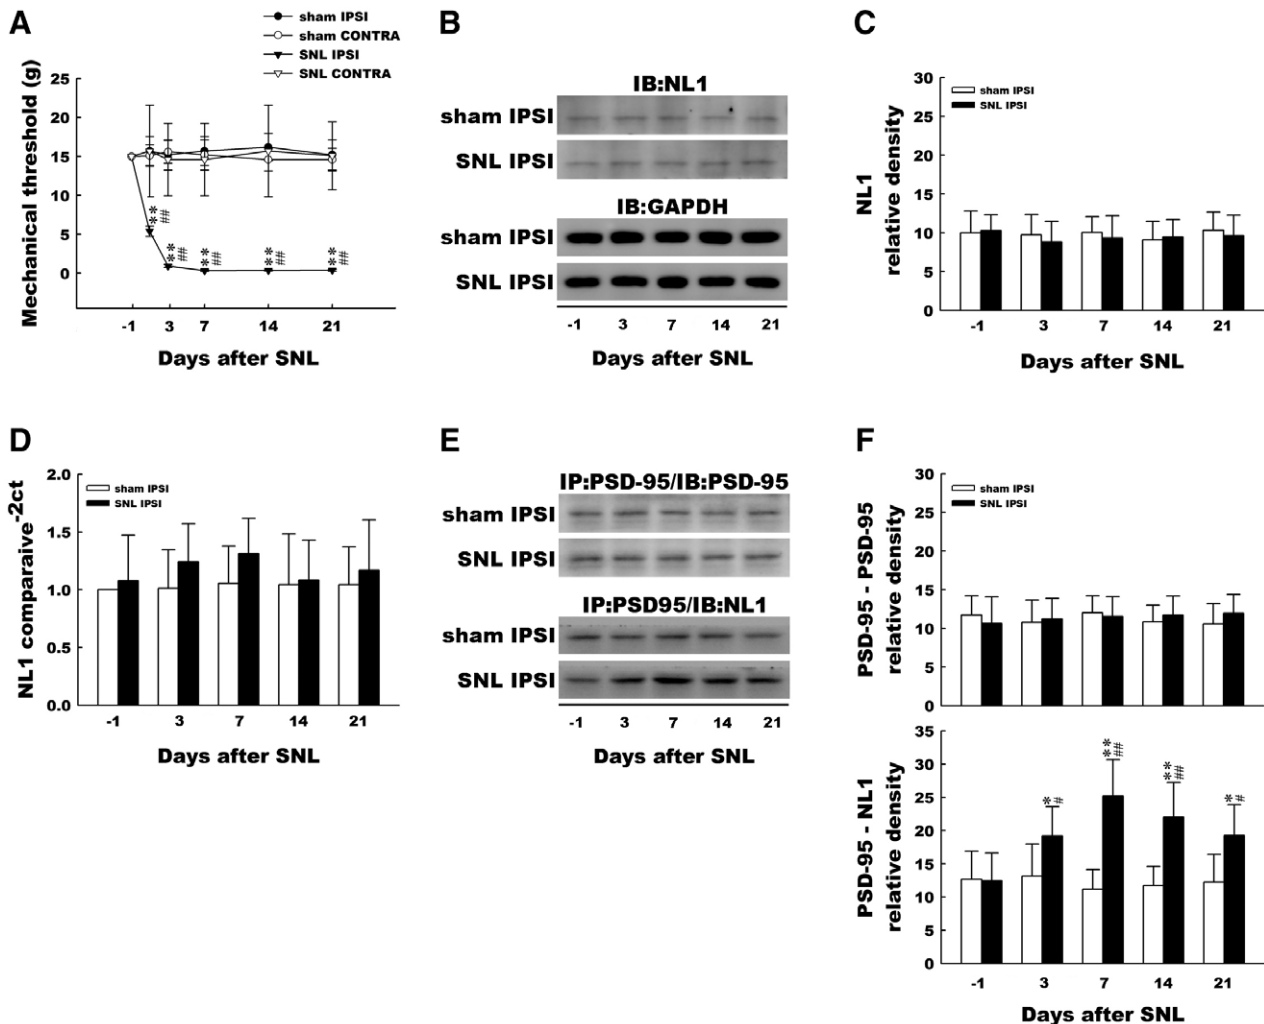 A
sham IPSI
sham CONTRA
SNL IPSI
SNL CONTRA
Mechanical threshold (g)
25
20
15
10
5
0
**
##
**
##
**
##
**
##
**
##
-1 3 7 14 21
Days after SNL
B
IB:NL1
sham IPSI
SNL IPSI
IB:GAPDH
sham IPSI
SNL IPSI
-1 3 7 14 21
Days after SNL
C
sham IPSI
SNL IPSI
NL1
relative density
30
25
20
15
10
5
0
-1 3 7 14 21
Days after SNL
D
sham IPSI
SNL IPSI
NL1 comparaive-2ct
2.0
1.5
1.0
0.5
0.0
-1 3 7 14 21
Days after SNL
E
IP:PSD-95/IB:PSD-95
sham IPSI
SNL IPSI
IP:PSD95/IB:NL1
sham IPSI
SNL IPSI
-1 3 7 14 21
Days after SNL
F
sham IPSI
SNL IPSI
PSD-95 - PSD-95
relative density
30
25
20
15
10
5
0
PSD-95 - NL1
relative density
35
30
25
20
15
10
5
0
*
#
**
##
**
##
*
#
-1 3 7 14 21
Days after SNL